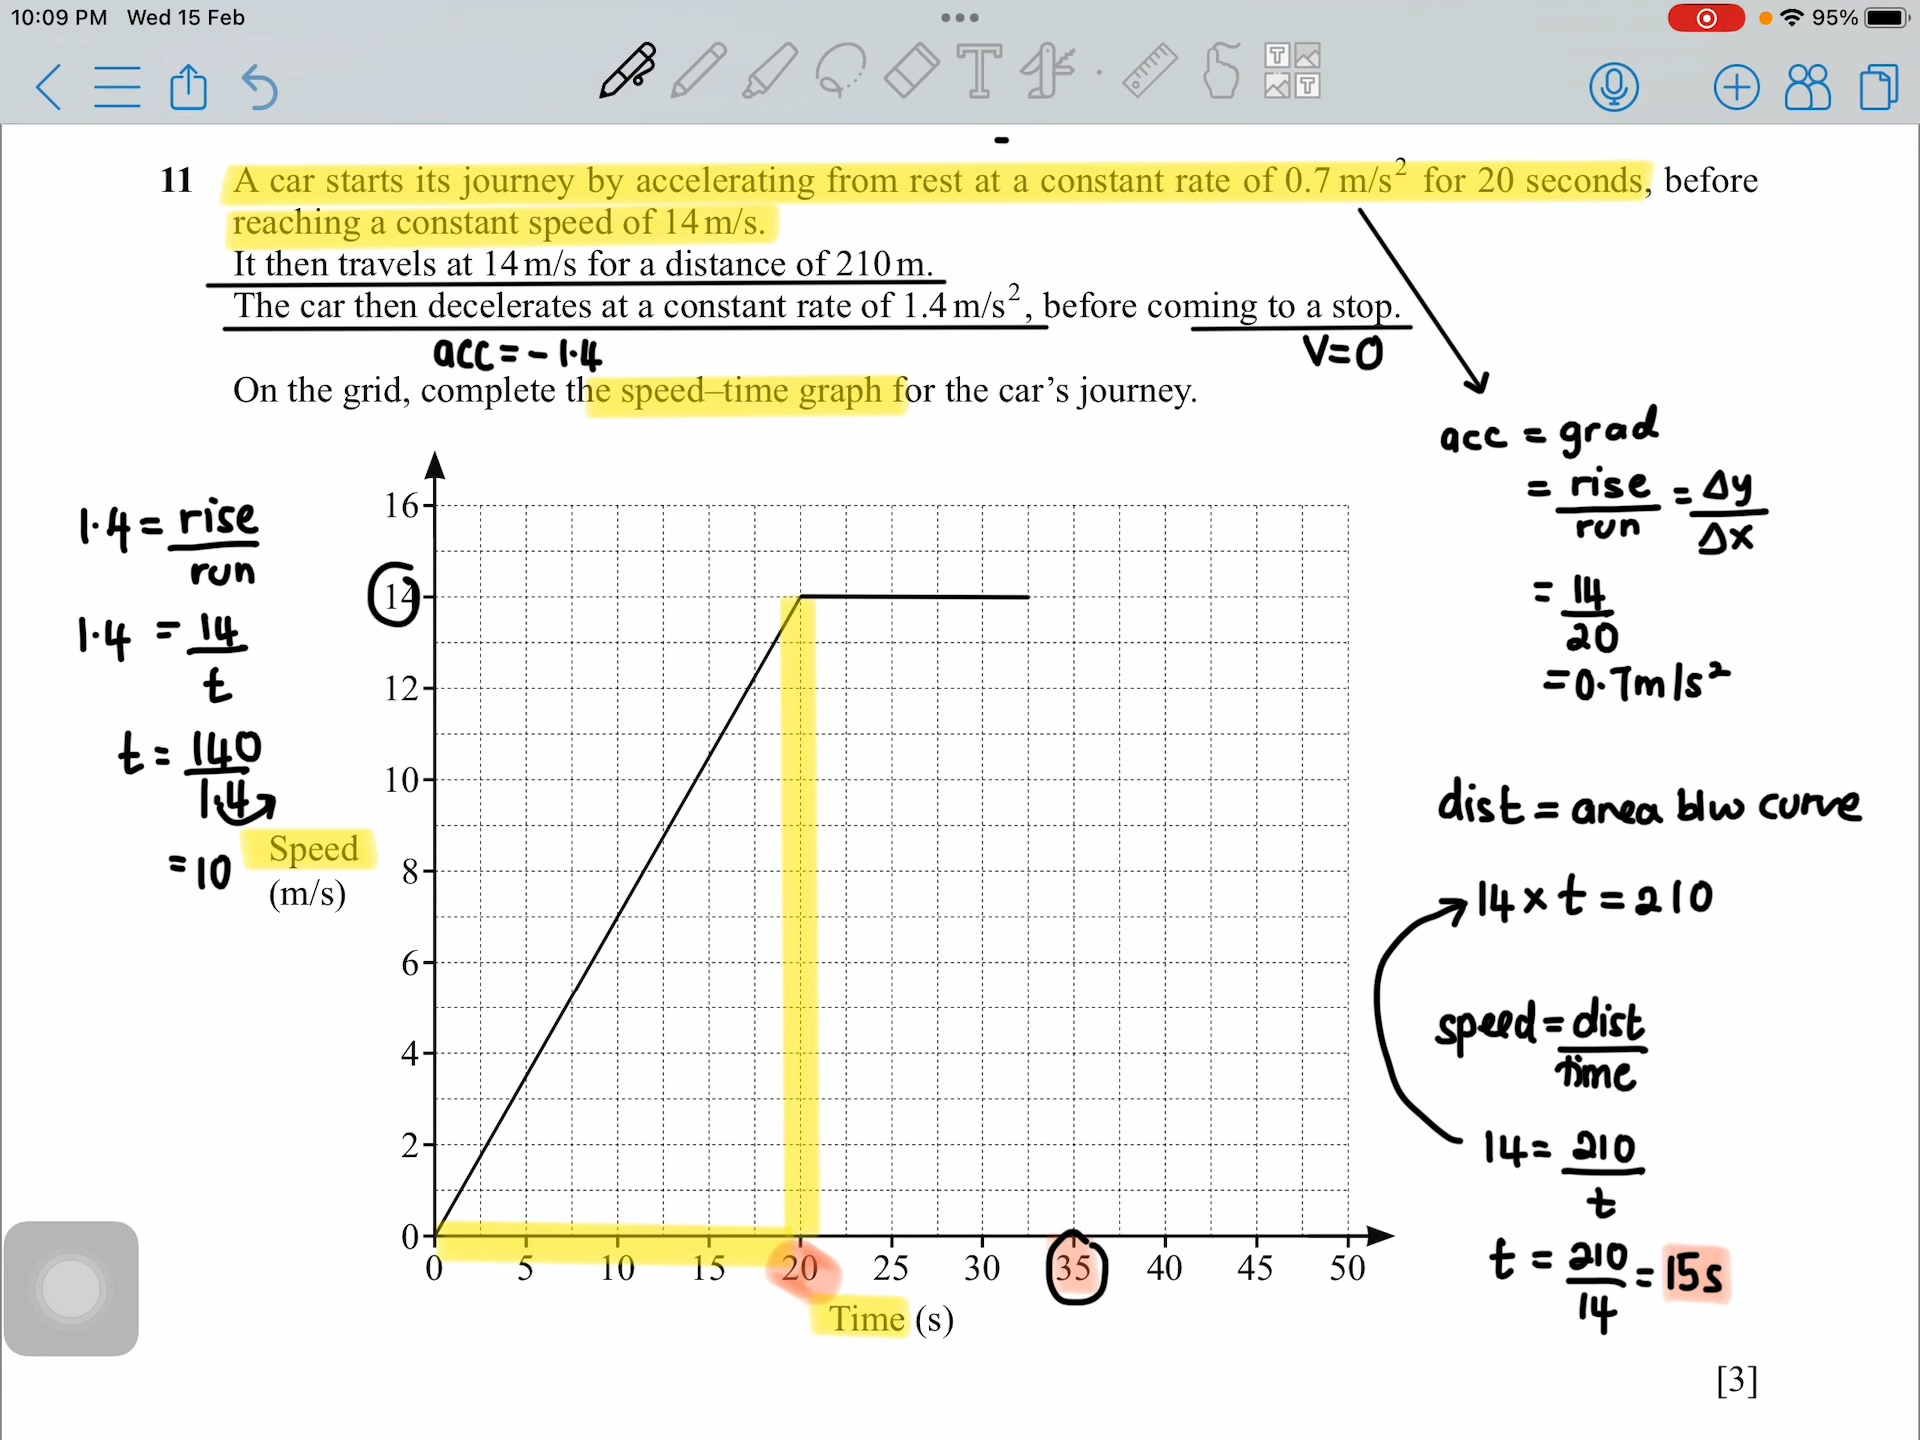 10:09 PM Wed 15 Feb
95%
11 A car starts its journey by accelerating from rest at a constant rate of 0.7 m/s² for 20 seconds, before
reaching a constant speed of 14 m/s.
It then travels at 14 m/s for a distance of 210 m.
The car then decelerates at a constant rate of 1.4 m/s², before coming to a stop.
acc = - 1.4
V=0
On the grid, complete the speed–time graph for the car's journey.
1.4 = rise
run
1.4 = 14
t
t = 140
1.4
= 10
Speed
(m/s)
16
14
12
10
8
6
4
2
0
0 5 10 15 20 25 30 35 40 45 50
Time (s)
acc = grad
= rise = Δy
run Δx
= 14
20
= 0.7m/s²
dist = area blw curve
14 × t = 210
speed = dist
time
14 = 210
t
t = 210 = 15s
14
[3]